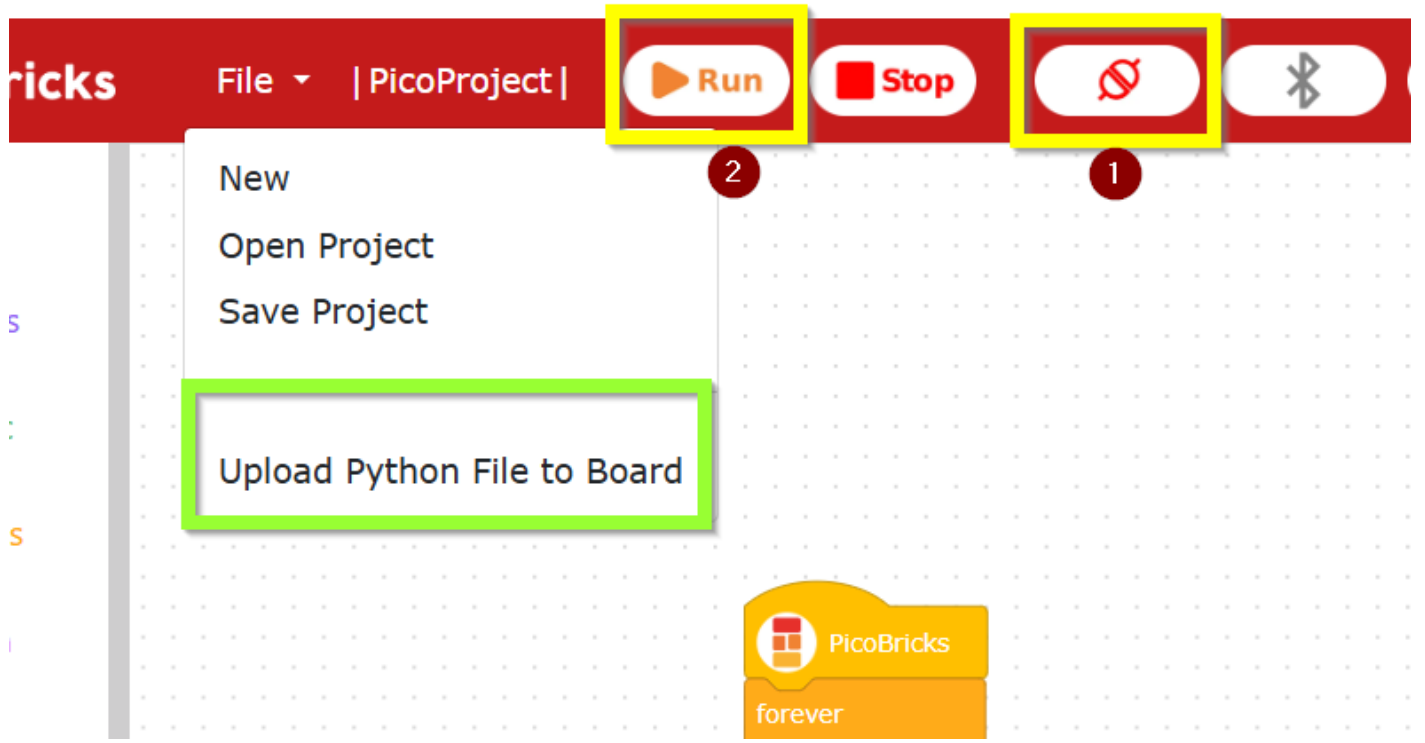 ricks File |PicoProject| Run Stop
2 1
New
Open Project
Save Project
s
Upload Python File to Board
s
PicoBricks
forever